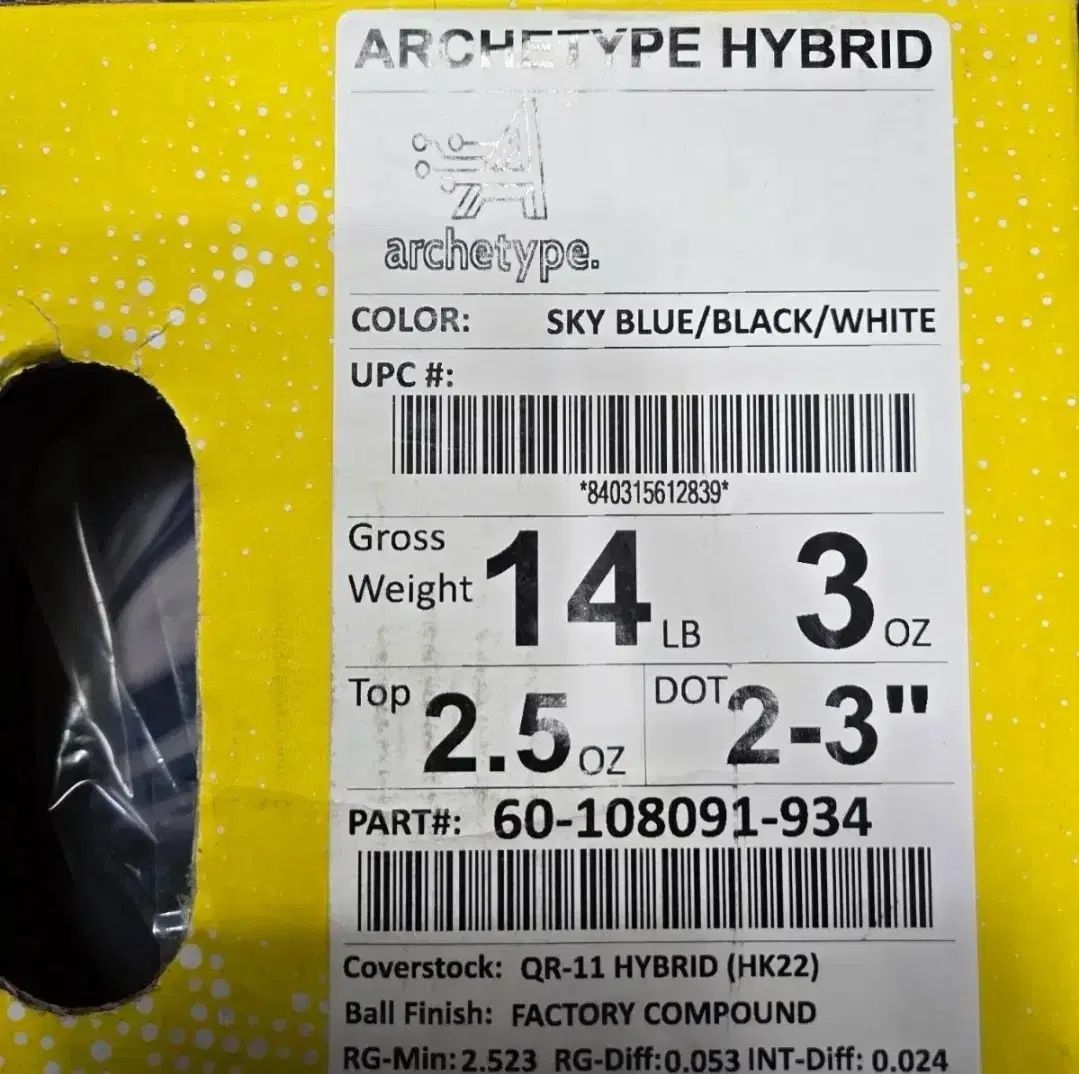 ARCHETYPE HYBRID
archetype.
COLOR: SKY BLUE/BLACK/WHITE
UPC #:
*840315612839*
Gross Weight 14 LB 3 OZ
Top 2.5 OZ DOT 2-3"
PART#: 60-108091-934
Coverstock: QR-11 HYBRID (HK22)
Ball Finish: FACTORY COMPOUND
RG-Min: 2.523 RG-Diff: 0.053 INT-Diff: 0.024